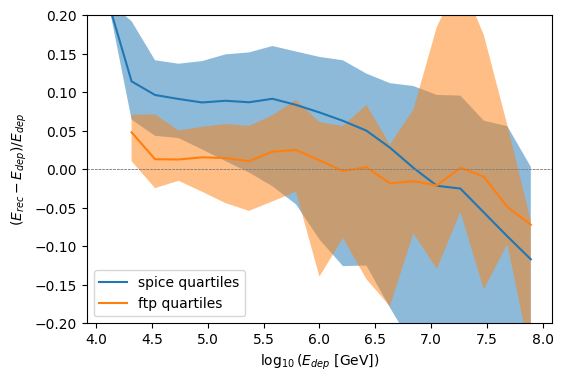 0.20
0.15
0.10
0.05
0.00
−0.05
−0.10
−0.15
−0.20
(E_rec − E_dep)/E_dep
spice quartiles
ftp quartiles
4.0 4.5 5.0 5.5 6.0 6.5 7.0 7.5 8.0
log10 (E_dep [GeV])